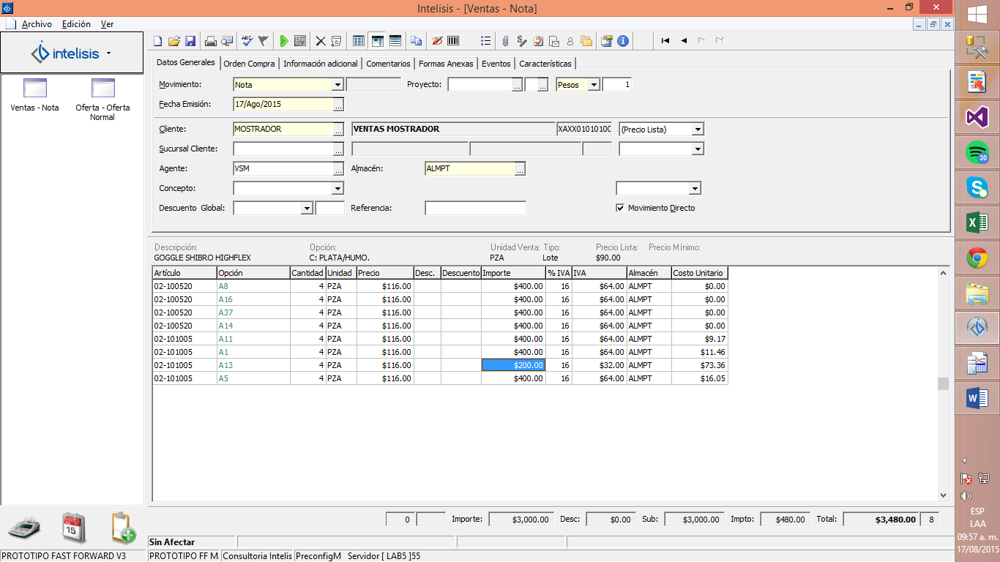 Intelisis - [Ventas - Nota]
Archivo Edición Ver
intelisis
Ventas - Nota
Oferta - Oferta Normal
Datos Generales Orden Compra Información adicional Comentarios Formas Anexas Eventos Características
Movimiento: Nota Proyecto: Pesos 1
Fecha Emisión: 17/Ago/2015
Cliente: MOSTRADOR VENTAS MOSTRADOR XAXX01010100 (Precio Lista)
Sucursal Cliente:
Agente: VSM Almacén: ALMPT
Concepto:
Descuento Global: Referencia: Movimiento Directo
Descripción: Opción: Unidad Venta: Tipo: Precio Lista: Precio Mínimo:
GOGGLE SHIBRO HIGHFLEX C: PLATA/HUMO. PZA Lote $90.00
Artículo Opción Cantidad Unidad Precio Desc. Descuento Importe % IVA IVA Almacén Costo Unitario
02-100520 A8 4 PZA $116.00 $400.00 16 $64.00 ALMPT $0.00
02-100520 A16 4 PZA $116.00 $400.00 16 $64.00 ALMPT $0.00
02-100520 A37 4 PZA $116.00 $400.00 16 $64.00 ALMPT $0.00
02-100520 A14 4 PZA $116.00 $400.00 16 $64.00 ALMPT $0.00
02-101005 A11 4 PZA $116.00 $400.00 16 $64.00 ALMPT $9.17
02-101005 A1 4 PZA $116.00 $400.00 16 $64.00 ALMPT $11.46
02-101005 A13 4 PZA $116.00 $200.00 16 $32.00 ALMPT $73.36
02-101005 A5 4 PZA $116.00 $400.00 16 $64.00 ALMPT $16.05
0 Importe: $3,000.00 Desc: $0.00 Sub: $3,000.00 Impto: $480.00 Total: $3,480.00 8
Sin Afectar
PROTOTIPO FAST FORWARD V3 PROTOTIPO FF M Consultoria Intelis PreconfigM Servidor [ LAB5 ]55
30
15
ESP
LAA
09:57 a. m.
17/08/2015